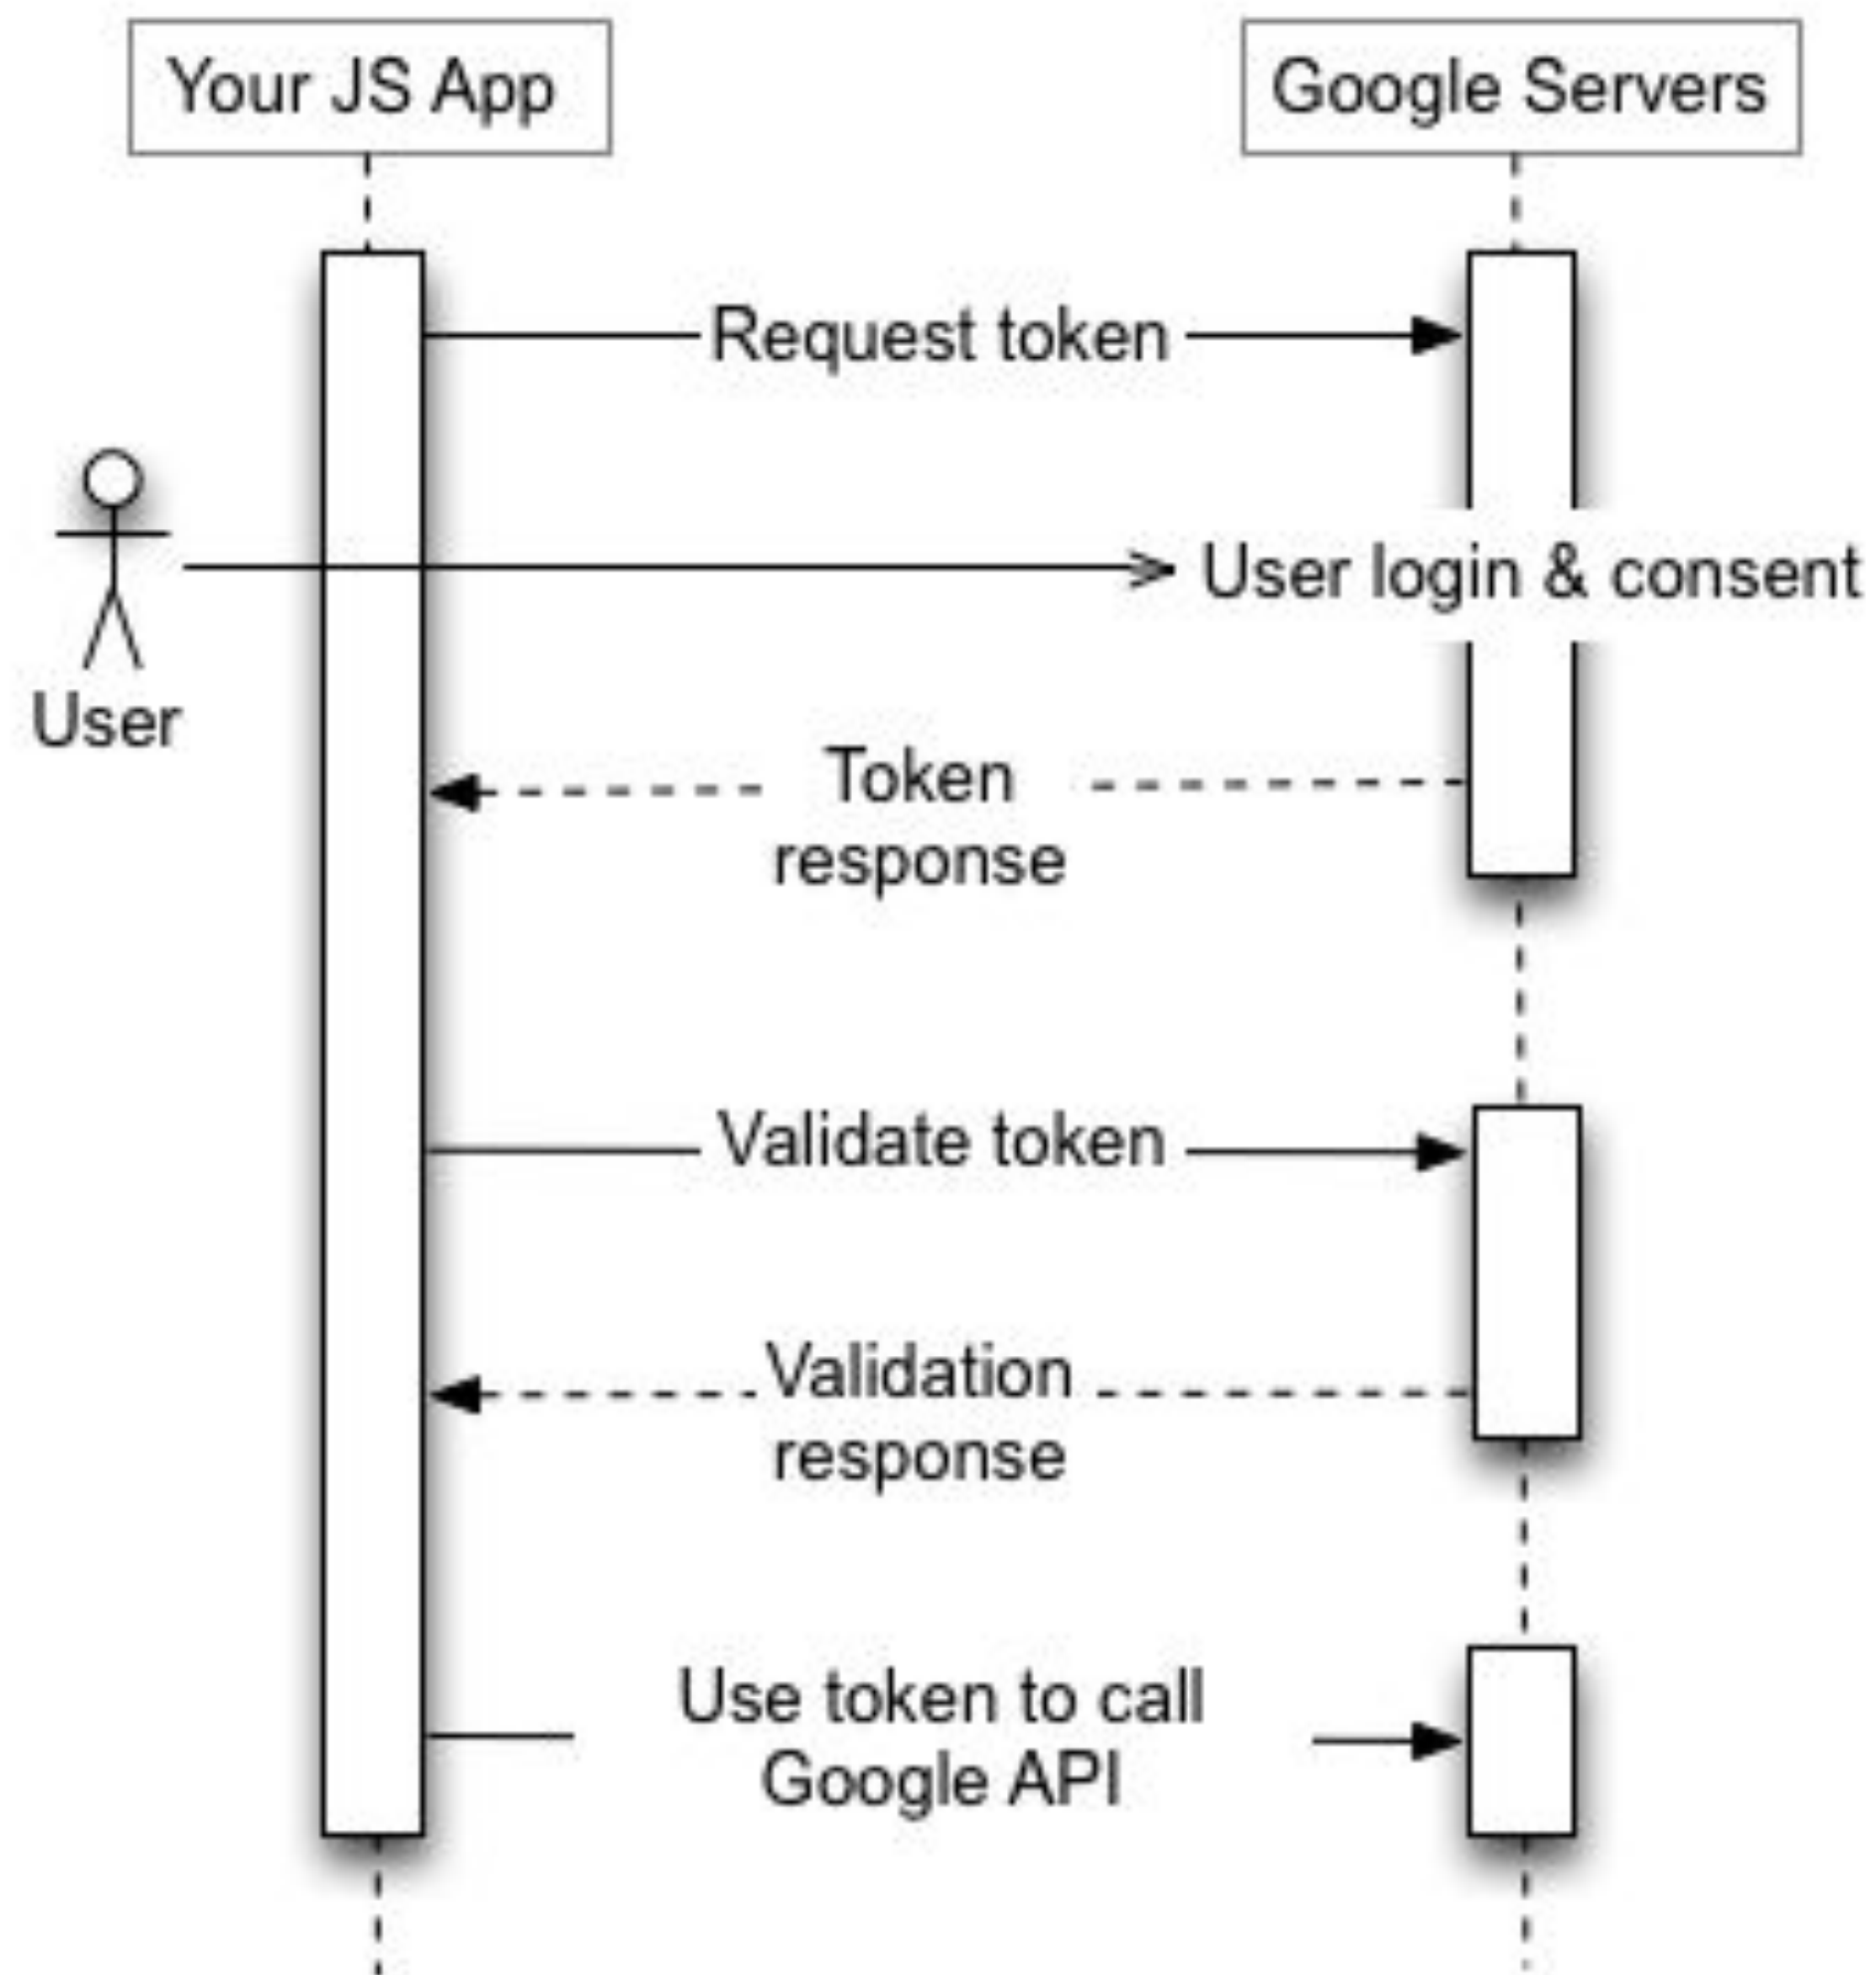 Your JS App
Google Servers
Request token
User login & consent
User
Token
response
Validate token
Validation
response
Use token to call
Google API